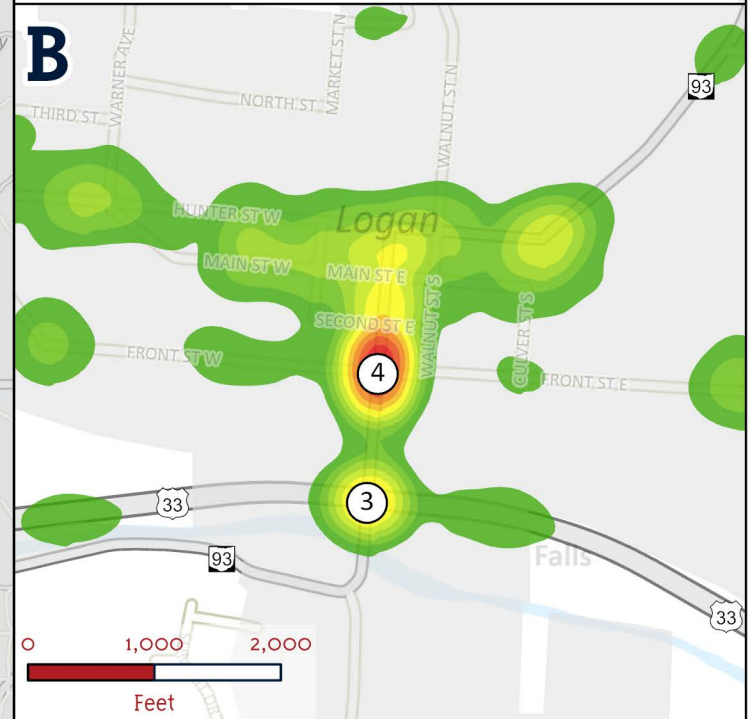 B
MARKET ST N
WARNER AVE
93
NORTH ST
THIRD ST
WALNUT ST N
HUNTER ST W
Logan
MAIN ST W
MAIN ST E
SECOND ST E
WALNUT ST S
CULVER ST S
FRONT ST W
4
FRONT ST E
33
3
93
Falls
33
0 1,000 2,000
Feet